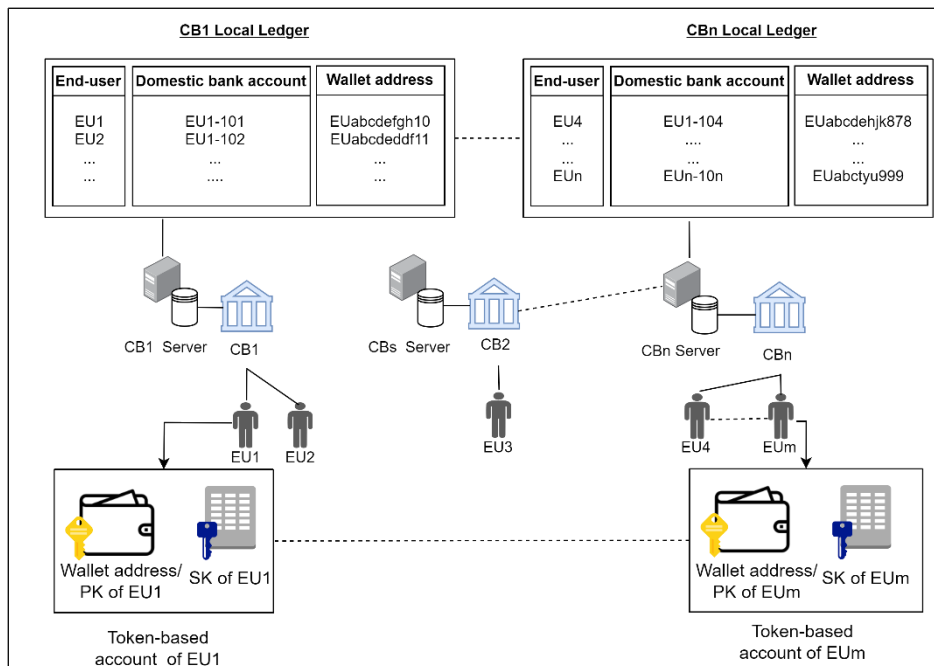 CB1 Local Ledger
CBn Local Ledger
End-user Domestic bank account Wallet address
EU1 EU1-101 EUabcdefgh10
EU2 EU1-102 EUabcdeddf11
... ... ...
... .... ...
End-user Domestic bank account Wallet address
EU4 EU1-104 EUabcdehjk878
... .... ...
... ... ...
EUn EUn-10n EUabctyu999
CB1 Server CB1
CBs Server CB2
CBn Server CBn
EU1 EU2
EU3
EU4 EUm
Wallet address/
PK of EU1
SK of EU1
Wallet address/
PK of EUm
SK of EUm
Token-based
account of EU1
Token-based
account of EUm